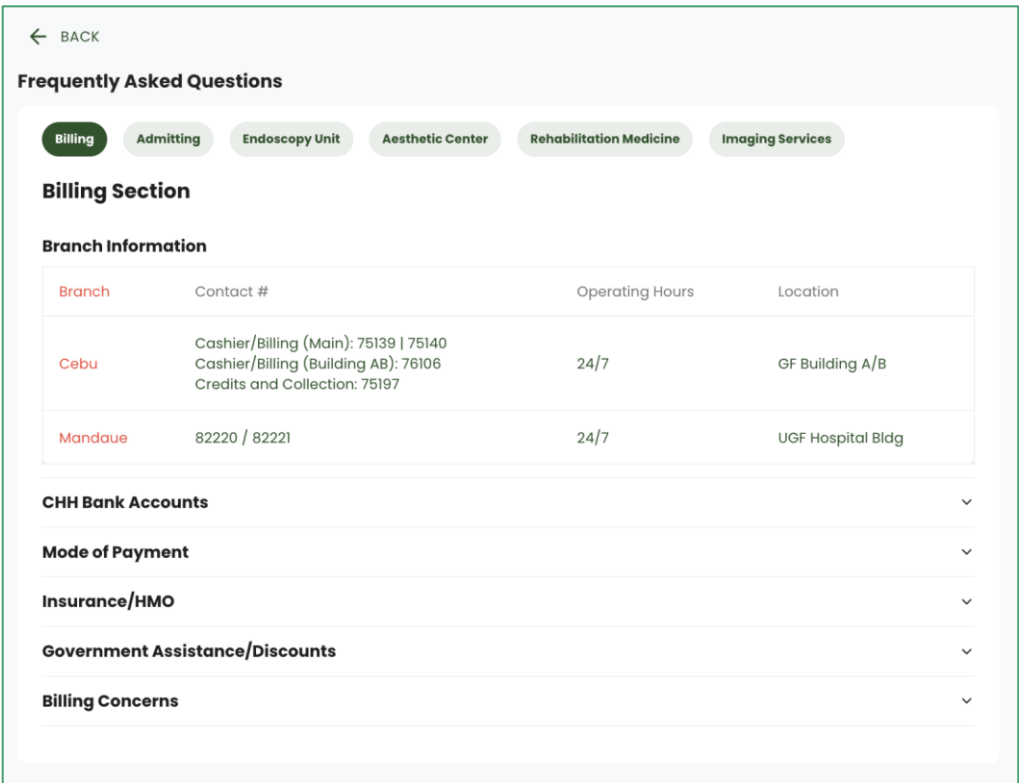 BACK
Frequently Asked Questions
Billing Admitting Endoscopy Unit Aesthetic Center Rehabilitation Medicine Imaging Services
Billing Section
Branch Information
Branch Contact # Operating Hours Location
Cashier/Billing (Main): 75139 | 75140
Cebu Cashier/Billing (Building AB): 76106 24/7 GF Building A/B
Credits and Collection: 75197
Mandaue 82220 / 82221 24/7 UGF Hospital Bldg
CHH Bank Accounts
Mode of Payment
Insurance/HMO
Government Assistance/Discounts
Billing Concerns